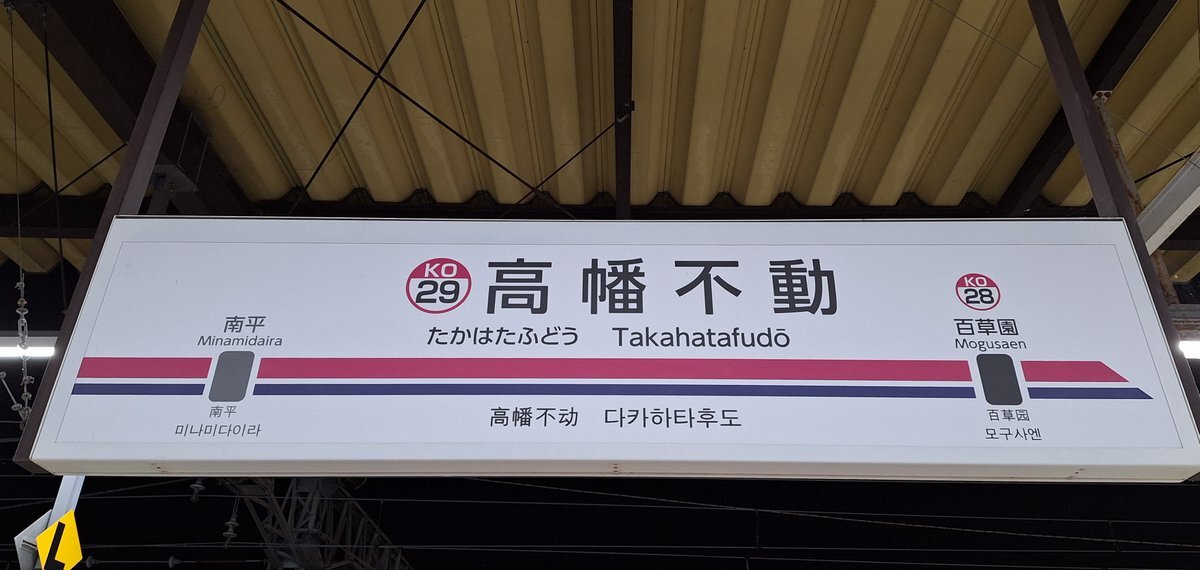 KO
29
高幡不動
たかはたふどう Takahatafudō
南平
Minamidaira
南平
미나미다이라
高幡不动 다카하타후도
KO
28
百草園
Mogusaen
百草园
모구사엔